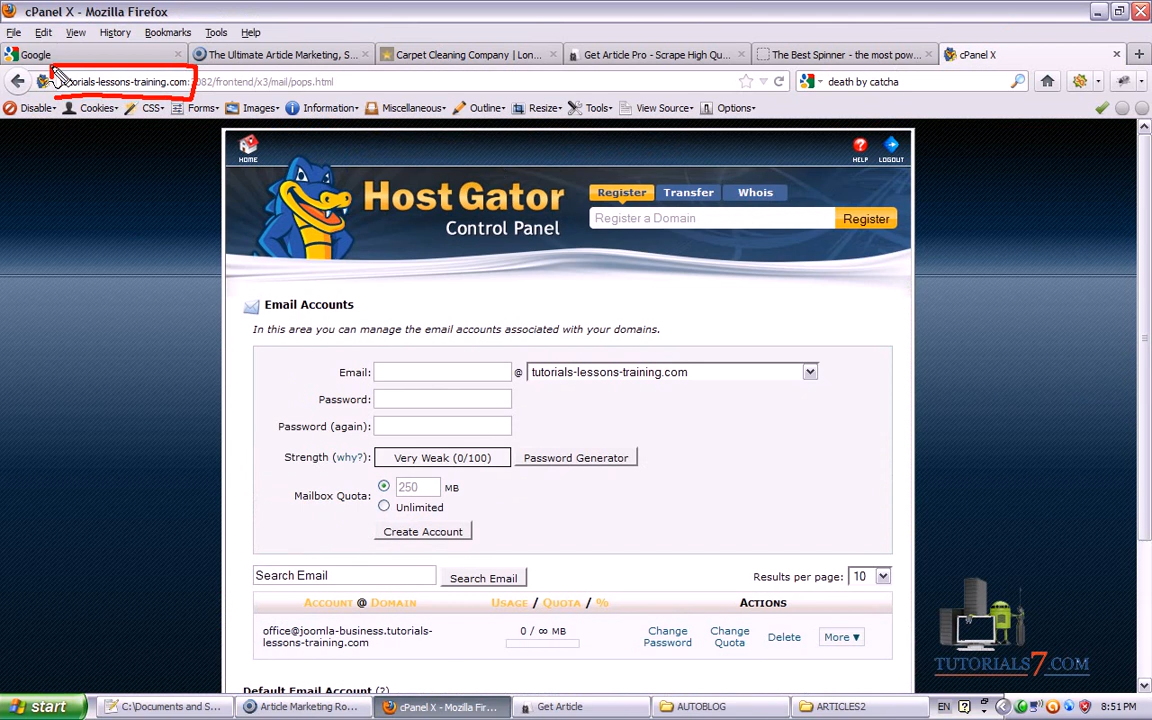 cPanel X - Mozilla Firefox
File Edit View History Bookmarks Tools Help
Google
The Ultimate Article Marketing, S...
Carpet Cleaning Company | Lon...
Get Article Pro - Scrape High Qu...
The Best Spinner - the most pow...
cPanel X
torials-lessons-training.com:2082/frontend/x3/mail/pops.html
death by catcha
Disable Cookies CSS Forms Images Information Miscellaneous Outline Resize Tools View Source Options
HOME
HELP
LOGOUT
HostGator
Control Panel
Register Transfer Whois
Register a Domain
Register
Email Accounts
In this area you can manage the email accounts associated with your domains.
Email: @ tutorials-lessons-training.com
Password:
Password (again):
Strength (why?): Very Weak (0/100) Password Generator
Mailbox Quota: 250 MB
Unlimited
Create Account
Search Email Search Email Results per page: 10
ACCOUNT @ DOMAIN USAGE / QUOTA / % ACTIONS
office@joomla-business.tutorials-
lessons-training.com
0 / ∞ MB
Change
Password
Change
Quota
Delete
More ▼
Default Email Account (?)
TUTORIALS7.COM
start
C:\Documents and S...
Article Marketing Ro...
cPanel X - Mozilla Fir...
Get Article
AUTOBLOG
ARTICLES2
EN
8:51 PM